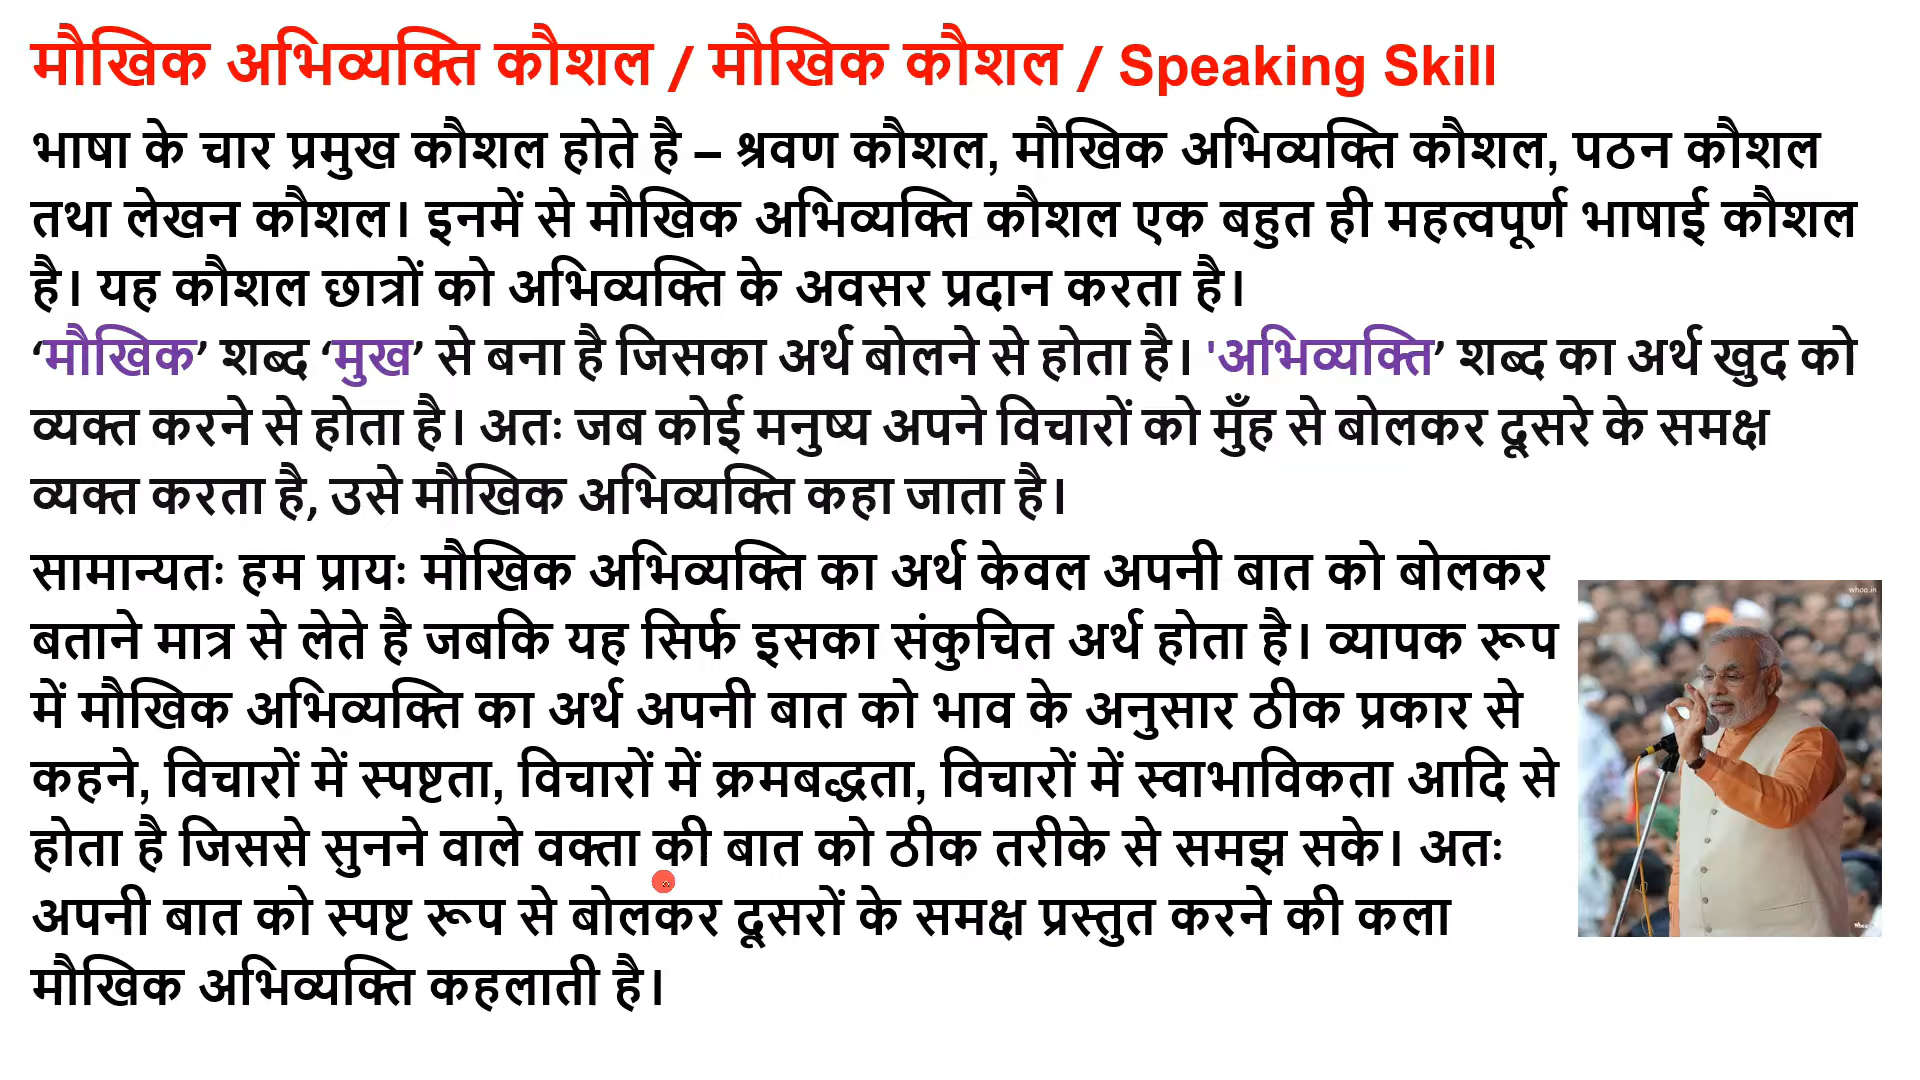 मौखिक अभिव्यक्ति कौशल / मौखिक कौशल / Speaking Skill
भाषा के चार प्रमुख कौशल होते है – श्रवण कौशल, मौखिक अभिव्यक्ति कौशल, पठन कौशल
तथा लेखन कौशल। इनमें से मौखिक अभिव्यक्ति कौशल एक बहुत ही महत्वपूर्ण भाषाई कौशल
है। यह कौशल छात्रों को अभिव्यक्ति के अवसर प्रदान करता है।
‘मौखिक’ शब्द ‘मुख’ से बना है जिसका अर्थ बोलने से होता है। 'अभिव्यक्ति’ शब्द का अर्थ खुद को
व्यक्त करने से होता है। अतः जब कोई मनुष्य अपने विचारों को मुँह से बोलकर दूसरे के समक्ष
व्यक्त करता है, उसे मौखिक अभिव्यक्ति कहा जाता है।
सामान्यतः हम प्रायः मौखिक अभिव्यक्ति का अर्थ केवल अपनी बात को बोलकर
बताने मात्र से लेते है जबकि यह सिर्फ इसका संकुचित अर्थ होता है। व्यापक रूप
में मौखिक अभिव्यक्ति का अर्थ अपनी बात को भाव के अनुसार ठीक प्रकार से
कहने, विचारों में स्पष्टता, विचारों में क्रमबद्धता, विचारों में स्वाभाविकता आदि से
होता है जिससे सुनने वाले वक्ता की बात को ठीक तरीके से समझ सके। अतः
अपनी बात को स्पष्ट रूप से बोलकर दूसरों के समक्ष प्रस्तुत करने की कला
मौखिक अभिव्यक्ति कहलाती है।
whoa.in